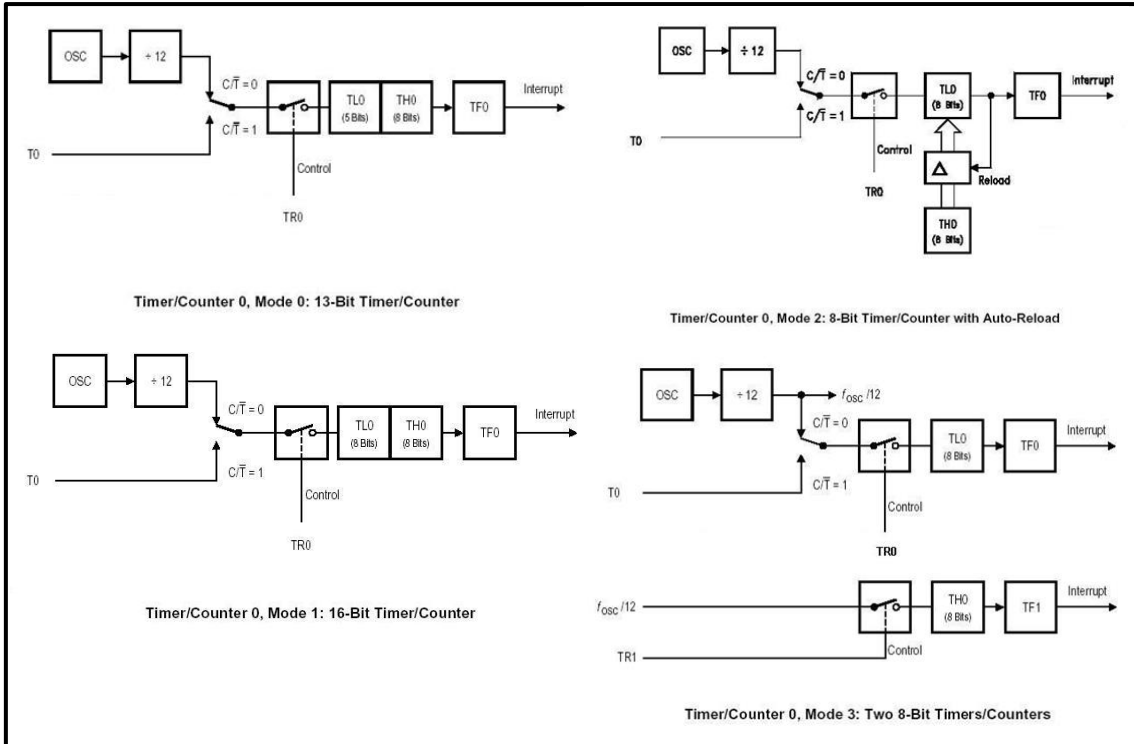 OSC
÷ 12
C/T̅ = 0
C/T̅ = 1
T0
TL0
(5 Bits)
TH0
(8 Bits)
TF0
Interrupt
Control
TR0
Timer/Counter 0, Mode 0: 13-Bit Timer/Counter
OSC
÷ 12
C/T̅ = 0
C/T̅ = 1
T0
TL0
(8 Bits)
TH0
(8 Bits)
TF0
Interrupt
Control
TR0
Timer/Counter 0, Mode 1: 16-Bit Timer/Counter
OSC
÷ 12
C/T̅ = 0
C/T̅ = 1
T0
TL0
(8 Bits)
TF0
Interrupt
Control
TR0
Reload
Δ
TH0
(8 Bits)
Timer/Counter 0, Mode 2: 8-Bit Timer/Counter with Auto-Reload
OSC
÷ 12
fOSC /12
C/T̅ = 0
C/T̅ = 1
T0
TL0
(8 Bits)
TF0
Interrupt
Control
TR0
fOSC /12
TH0
(8 Bits)
TF1
Interrupt
TR1
Control
Timer/Counter 0, Mode 3: Two 8-Bit Timers/Counters